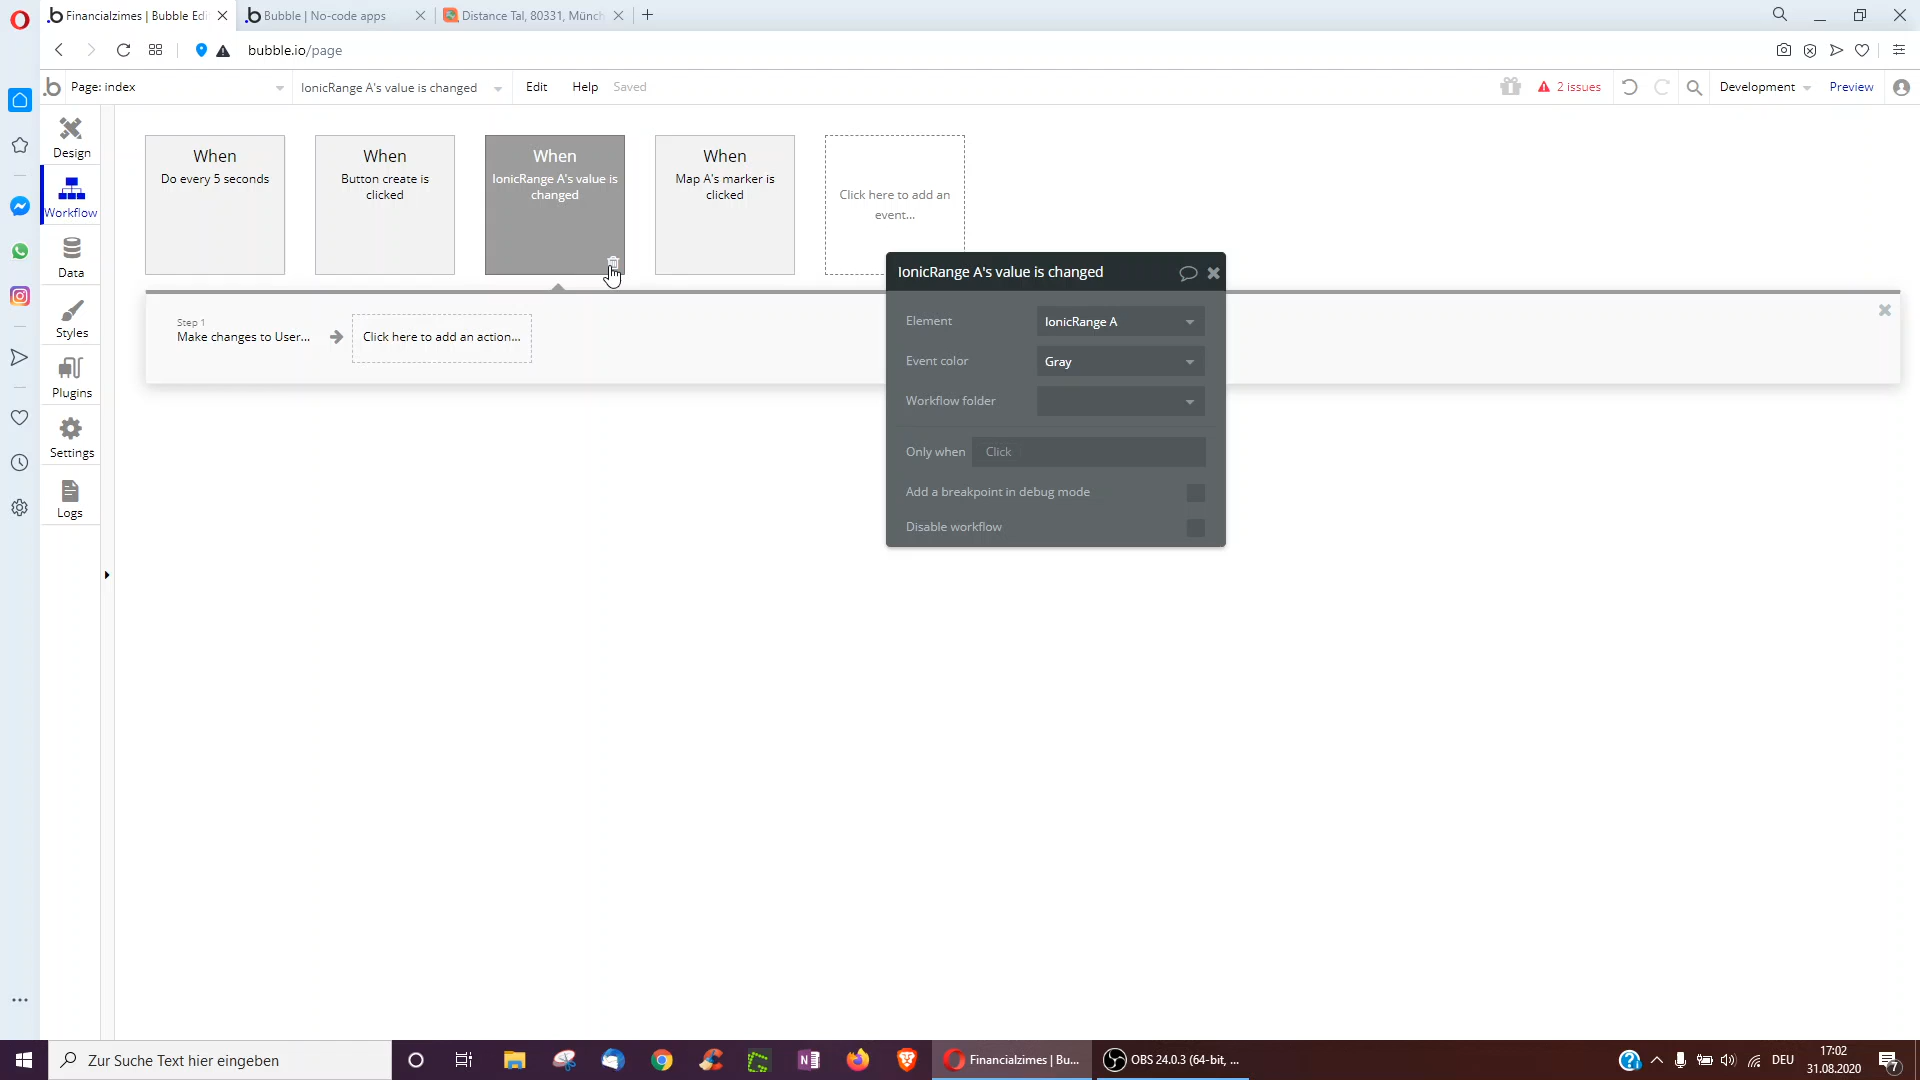 Financialzimes | Bubble Edi
Bubble | No-code apps
Distance Tal, 80331, Münch
bubble.io/page
Page: index
IonicRange A's value is changed
Edit
Help
Saved
2 issues
Development
Preview
Design
Workflow
Data
Styles
Plugins
Settings
Logs
When
Do every 5 seconds
When
Button create is
clicked
When
IonicRange A's value is
changed
When
Map A's marker is
clicked
Click here to add an
event...
Step 1
Make changes to User...
Click here to add an action...
IonicRange A's value is changed
Element
IonicRange A
Event color
Gray
Workflow folder
Only when
Click
Add a breakpoint in debug mode
Disable workflow
Zur Suche Text hier eingeben
Financialzimes | Bu...
OBS 24.0.3 (64-bit, ...
DEU
17:02
31.08.2020
7